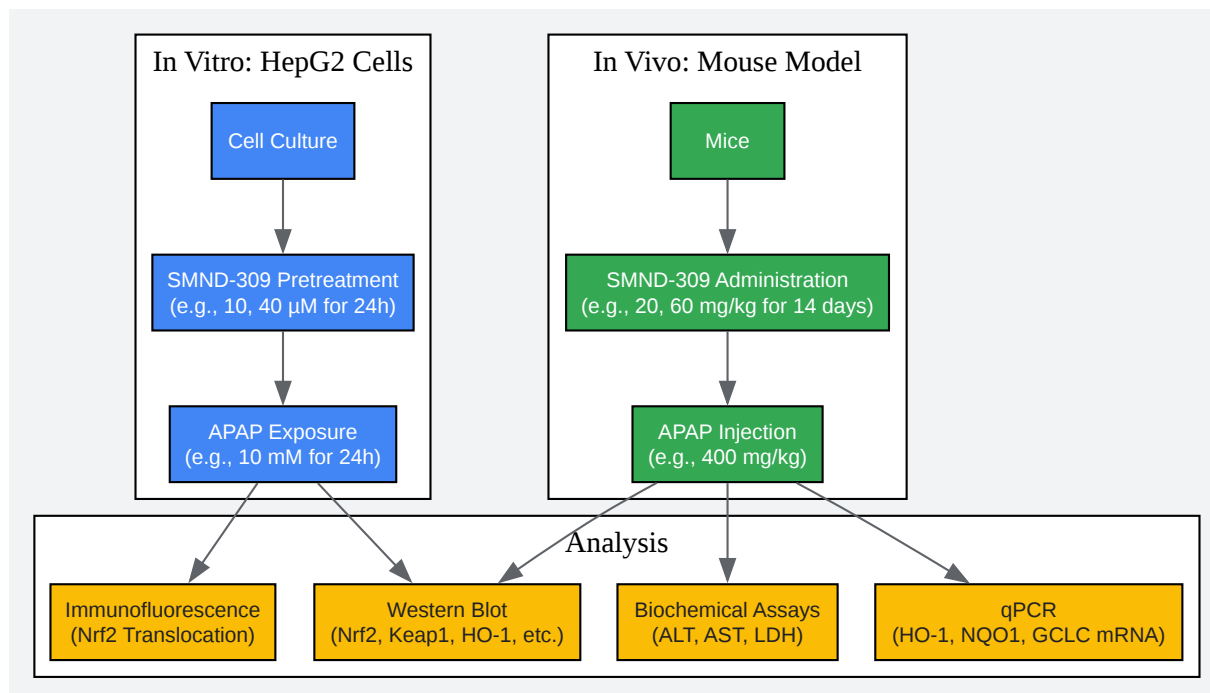 In Vitro: HepG2 Cells
Cell Culture
SMND-309 Pretreatment
(e.g., 10, 40 µM for 24h)
APAP Exposure
(e.g., 10 mM for 24h)
In Vivo: Mouse Model
Mice
SMND-309 Administration
(e.g., 20, 60 mg/kg for 14 days)
APAP Injection
(e.g., 400 mg/kg)
Analysis
Immunofluorescence
(Nrf2 Translocation)
Western Blot
(Nrf2, Keap1, HO-1, etc.)
Biochemical Assays
(ALT, AST, LDH)
qPCR
(HO-1, NQO1, GCLC mRNA)